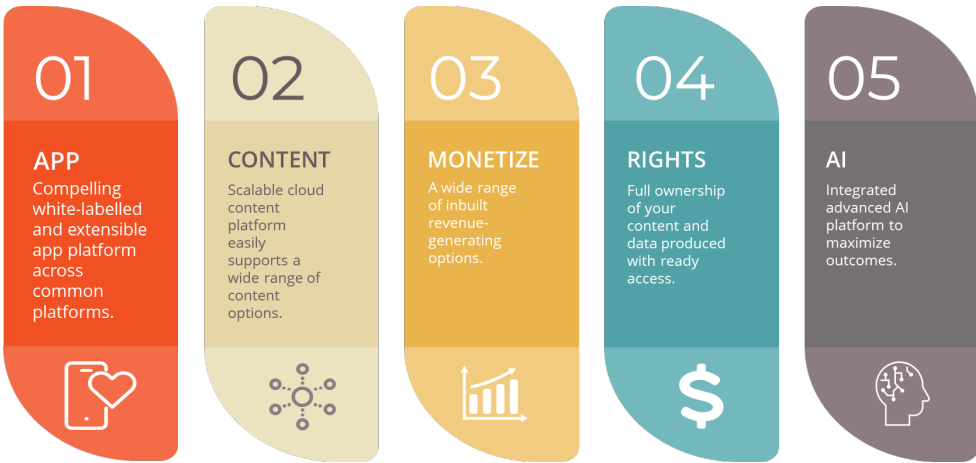 01
APP
Compelling
white-labelled
and extensible
app platform
across
common
platforms.
02
CONTENT
Scalable cloud
content
platform
easily
supports a
wide range of
content
options.
03
MONETIZE
A wide range
of inbuilt
revenue-
generating
options.
04
RIGHTS
Full ownership
of your
content and
data produced
with ready
access.
05
AI
Integrated
advanced AI
platform to
maximize
outcomes.
$